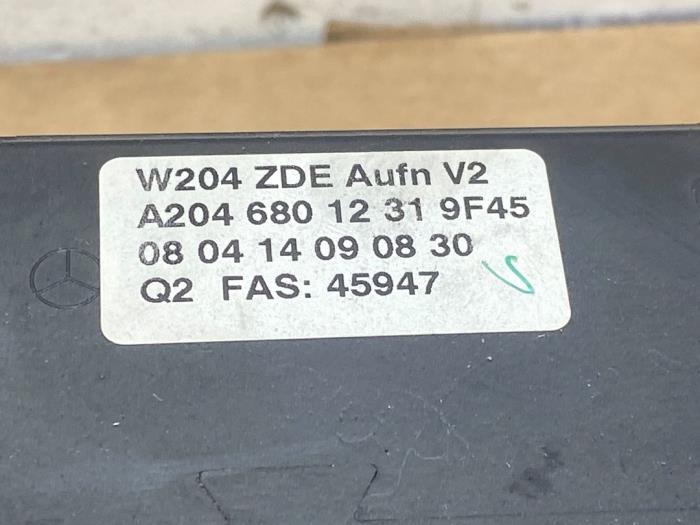 W204 ZDE Aufn V2
A204 680 12 31 9F45
08 04 14 09 08 30
Q2 FAS: 45947